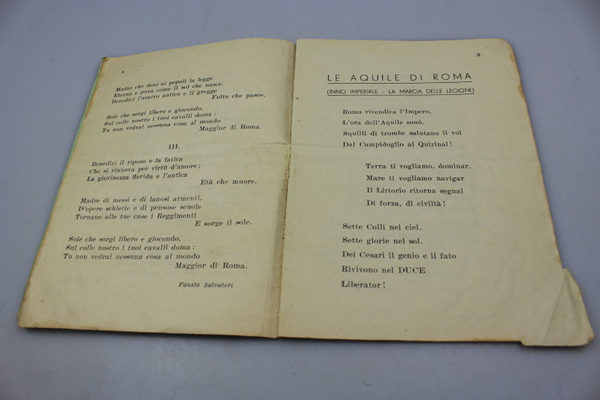 8
Madre che doni ai popoli la legge
Eterna e pura come il sol che nasce.
Benedici l'aratro antico e il gregge
Folto che pasce.
Sole che sorgi libero e giocondo,
Sul colle nostro i tuoi cavalli doma:
Tu non vedrai nessuna cosa al mondo
Maggior di Roma.
III.
Benedici il riposo e la fatica
Che si rinnova per virtù d'amore;
La giovinezza florida e l'antica
Età che muore.
Madre di messi e di lanosi armenti,
D'opere schiette e di pensose scuole
Tornano alle tue case i Reggimenti
E sorge il sole.
Sole che sorgi libero e giocondo,
Sul colle nostro i tuoi cavalli doma:
Tu non vedrai nessuna cosa al mondo
Maggior di Roma.
Fausto Salvatori
9
LE AQUILE DI ROMA
(INNO IMPERIALE - LA MARCIA DELLE LEGIONI)
Roma rivendica l'Impero,
L'ora dell'Aquile sonò.
Squilli di trombe salutano il vol
Dal Campidoglio al Quirinal!
Terra ti vogliamo, dominar.
Mare ti vogliamo navigar
Il Littorio ritorna segnal
Di forza, di civiltà!
Sette Colli nel ciel.
Sette glorie nel sol.
Dei Cesari il genio e il fato
Rivivono nel DUCE
Liberator!